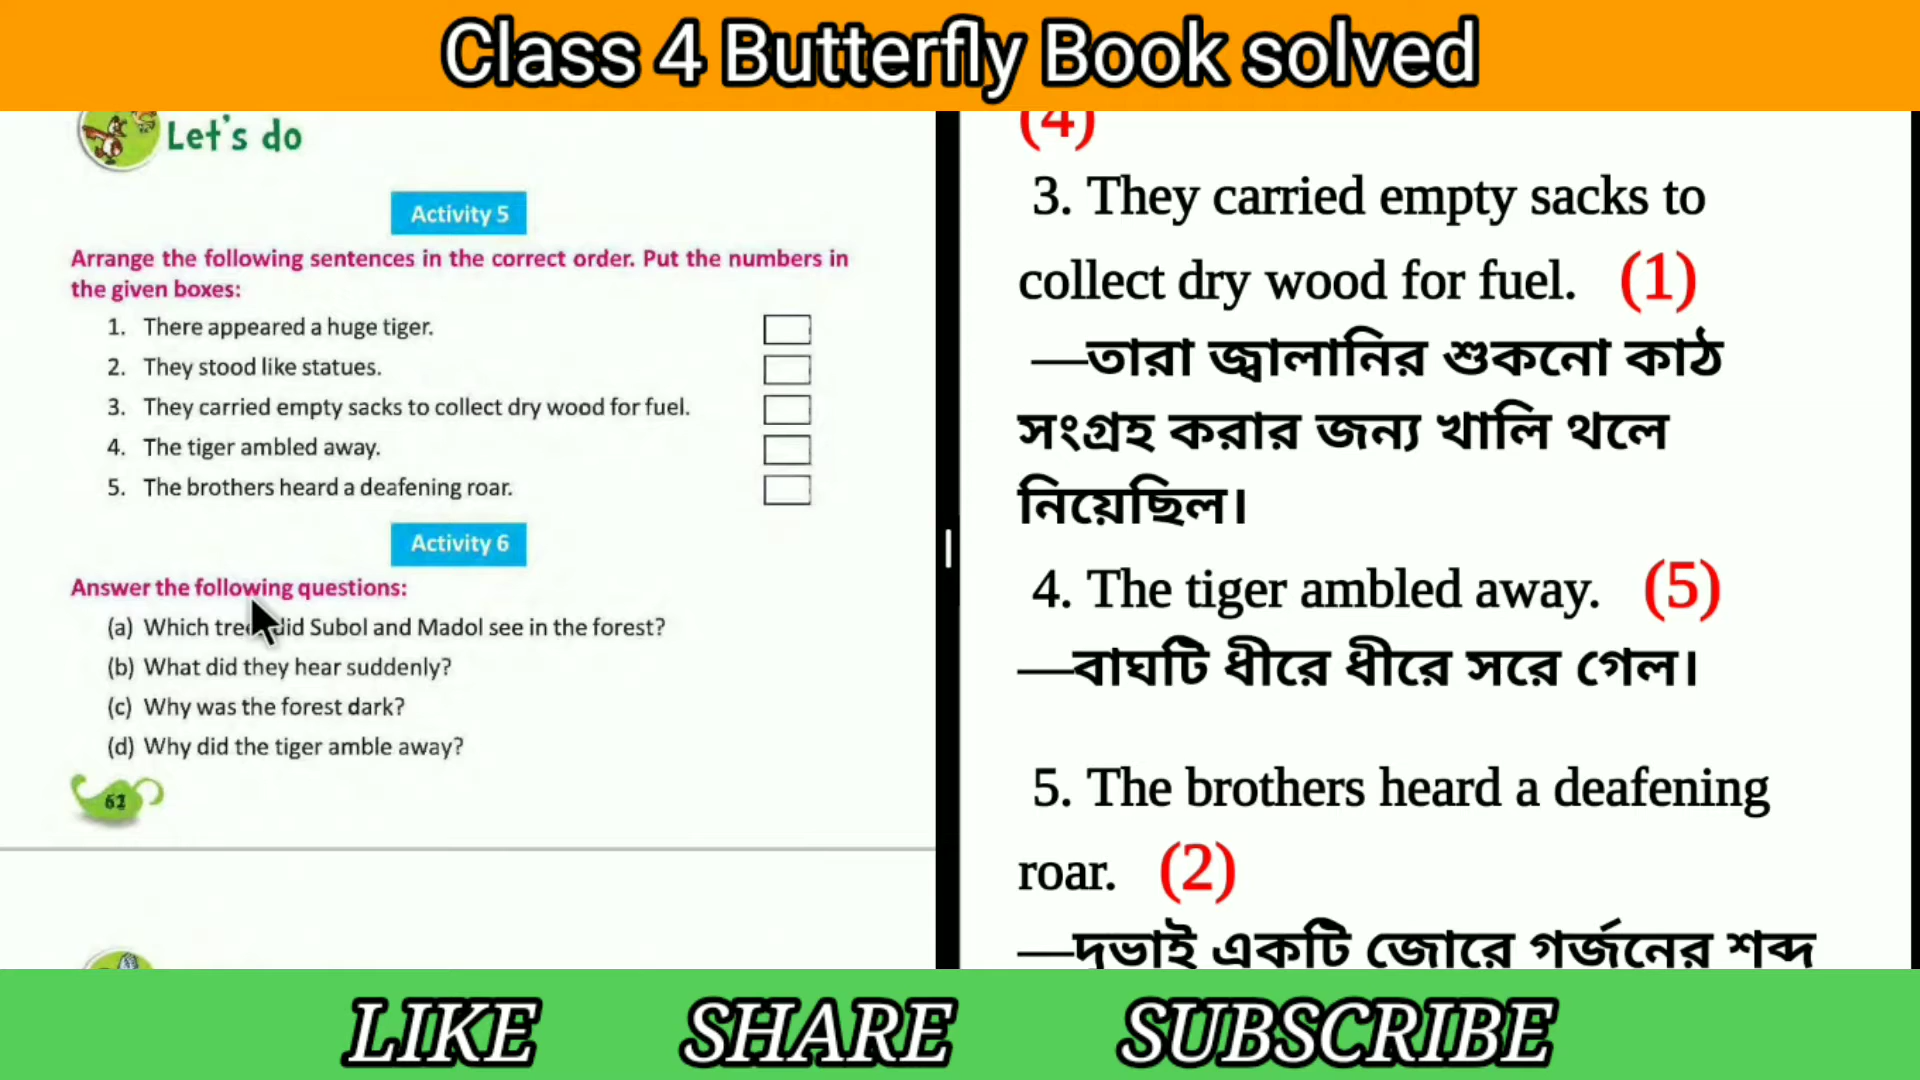 Class 4 Butterfly Book solved
Let's do
Activity 5
Arrange the following sentences in the correct order. Put the numbers in
the given boxes:
1. There appeared a huge tiger.
2. They stood like statues.
3. They carried empty sacks to collect dry wood for fuel.
4. The tiger ambled away.
5. The brothers heard a deafening roar.
Activity 6
Answer the following questions:
(a) Which did Subol and Madol see in the forest?
(b) What did they hear suddenly?
(c) Why was the forest dark?
(d) Why did the tiger amble away?
(4)
3. They carried empty sacks to
collect dry wood for fuel. (1)
—তারা জ্বালানির শুকনো কাঠ
সংগ্রহ করার জন্য খালি থলে
নিয়েছিল।
4. The tiger ambled away. (5)
—বাঘটি ধীরে ধীরে সরে গেল।
5. The brothers heard a deafening
roar. (2)
—দুভাই একটি জোরে গর্জনের শব্দ
LIKE SHARE SUBSCRIBE